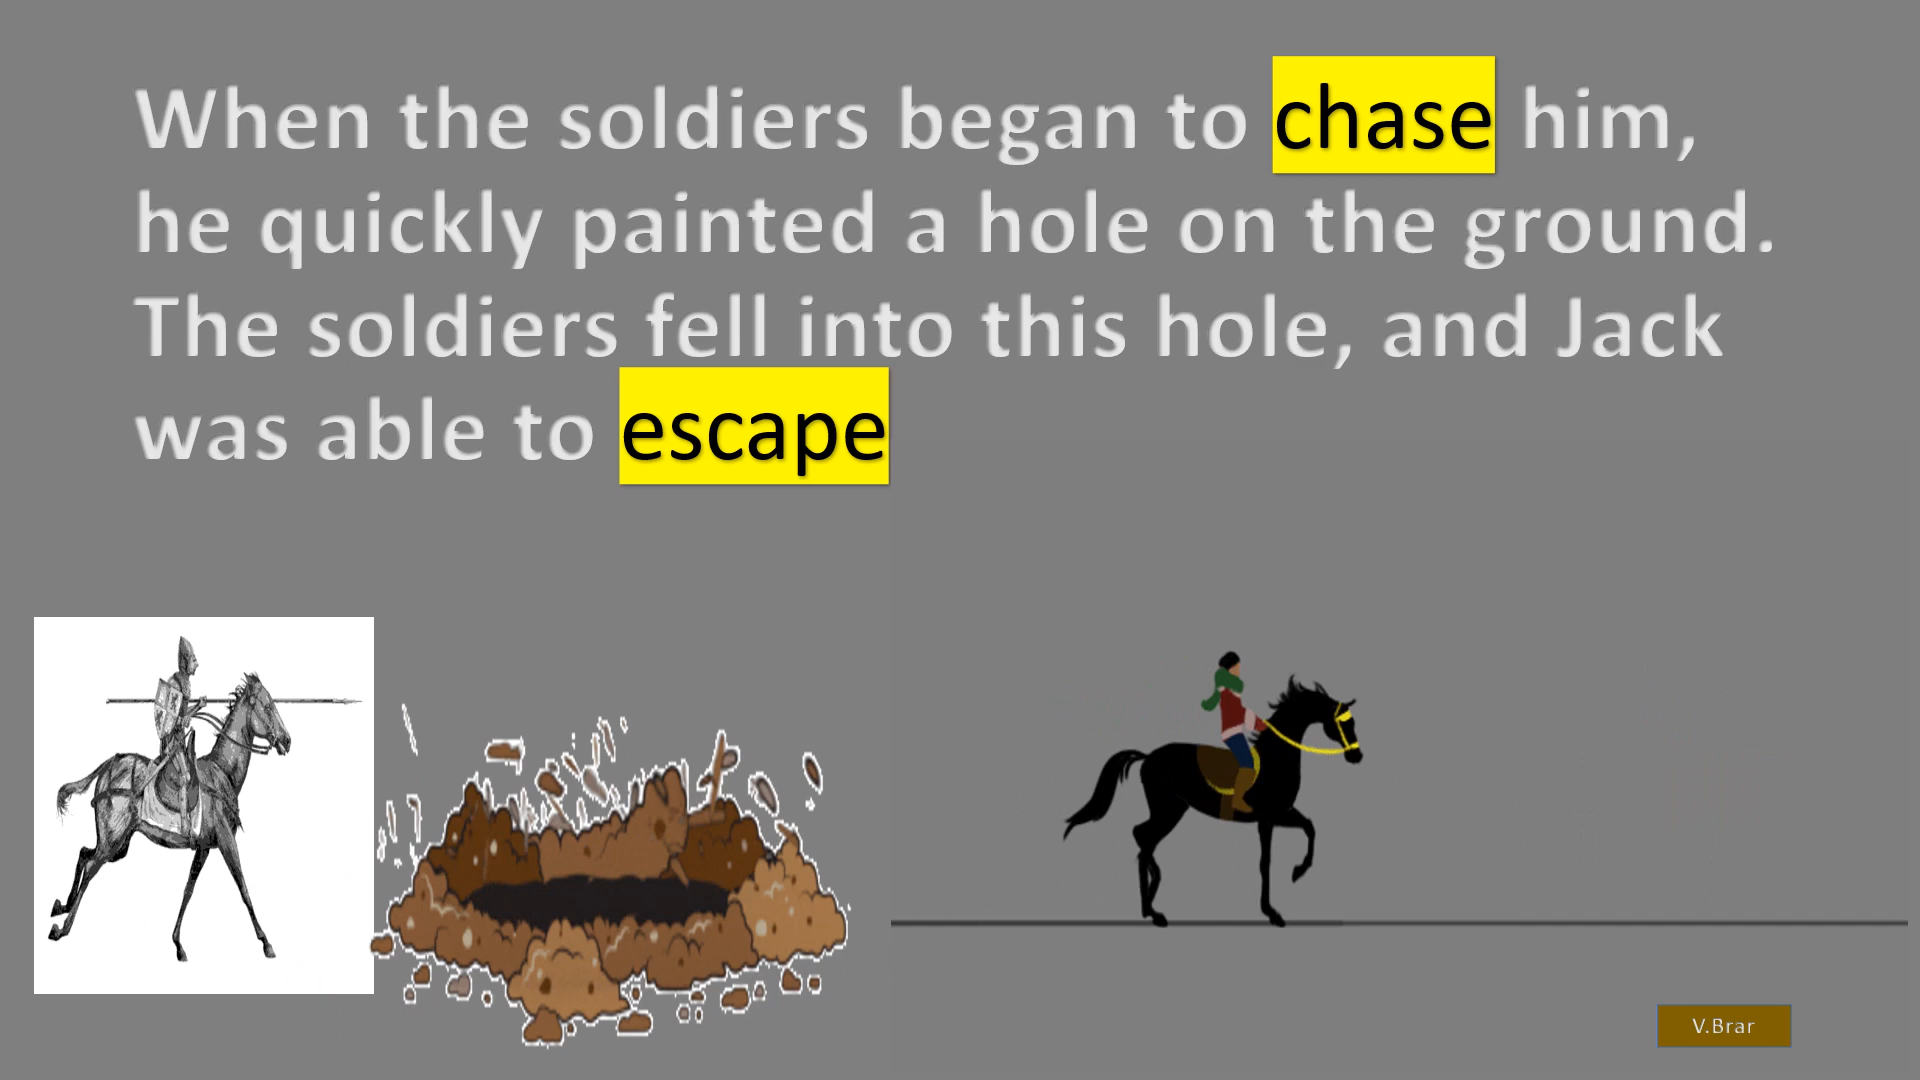 When the soldiers began to chase him,
he quickly painted a hole on the ground.
The soldiers fell into this hole, and Jack
was able to escape
V.Brar